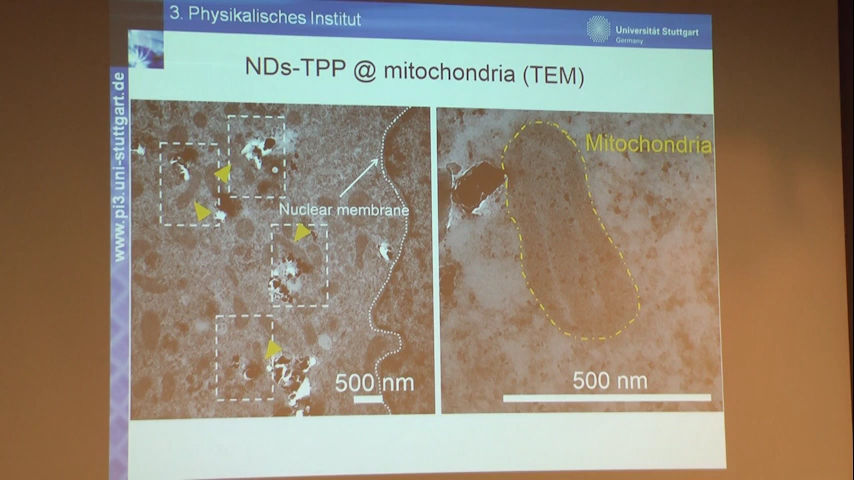 3. Physikalisches Institut
Universität Stuttgart
Germany
www.pi3.uni-stuttgart.de
NDs-TPP @ mitochondria (TEM)
Nuclear membrane
500 nm
Mitochondria
500 nm